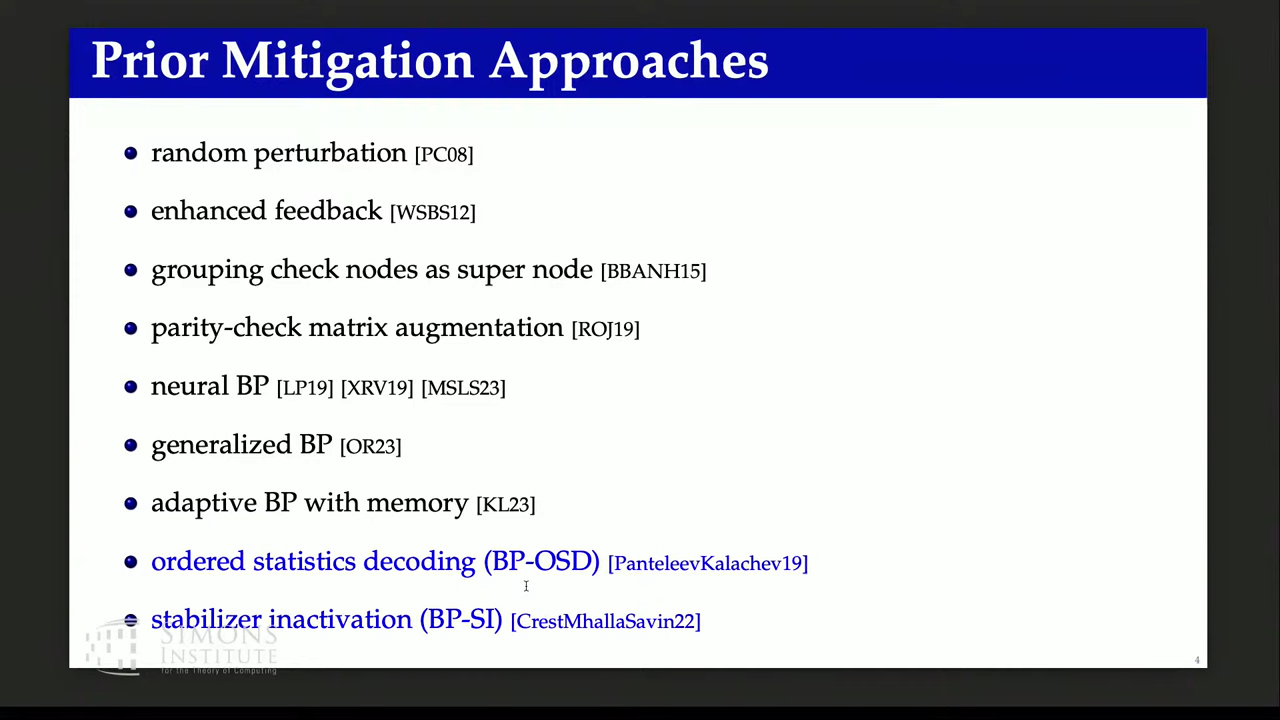 Prior Mitigation Approaches
random perturbation [PC08]
enhanced feedback [WSBS12]
grouping check nodes as super node [BBANH15]
parity-check matrix augmentation [ROJ19]
neural BP [LP19] [XRV19] [MSLS23]
generalized BP [OR23]
adaptive BP with memory [KL23]
ordered statistics decoding (BP-OSD) [PanteleevKalachev19]
stabilizer inactivation (BP-SI) [CrestMhallaSavin22]
SIMONS
INSTITUTE
for the Theory of Computing
4